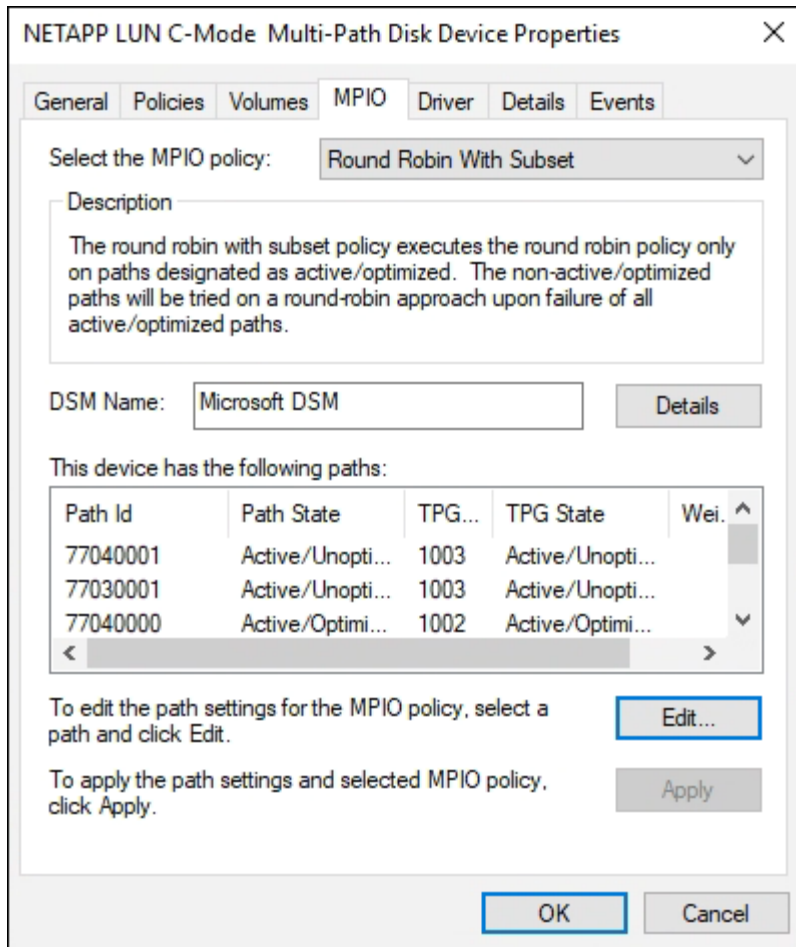 NETAPP LUN C-Mode  Multi-Path Disk Device Properties
General Policies Volumes MPIO Driver Details Events
Select the MPIO policy: Round Robin With Subset
Description
The round robin with subset policy executes the round robin policy only
on paths designated as active/optimized.  The non-active/optimized
paths will be tried on a round-robin approach upon failure of all
active/optimized paths.
DSM Name: Microsoft DSM Details
This device has the following paths:
Path Id Path State TPG... TPG State Wei.
77040001 Active/Unopti... 1003 Active/Unopti...
77030001 Active/Unopti... 1003 Active/Unopti...
77040000 Active/Optimi... 1002 Active/Optimi...
To edit the path settings for the MPIO policy, select a
path and click Edit.
Edit...
To apply the path settings and selected MPIO policy,
click Apply.
Apply
OK Cancel